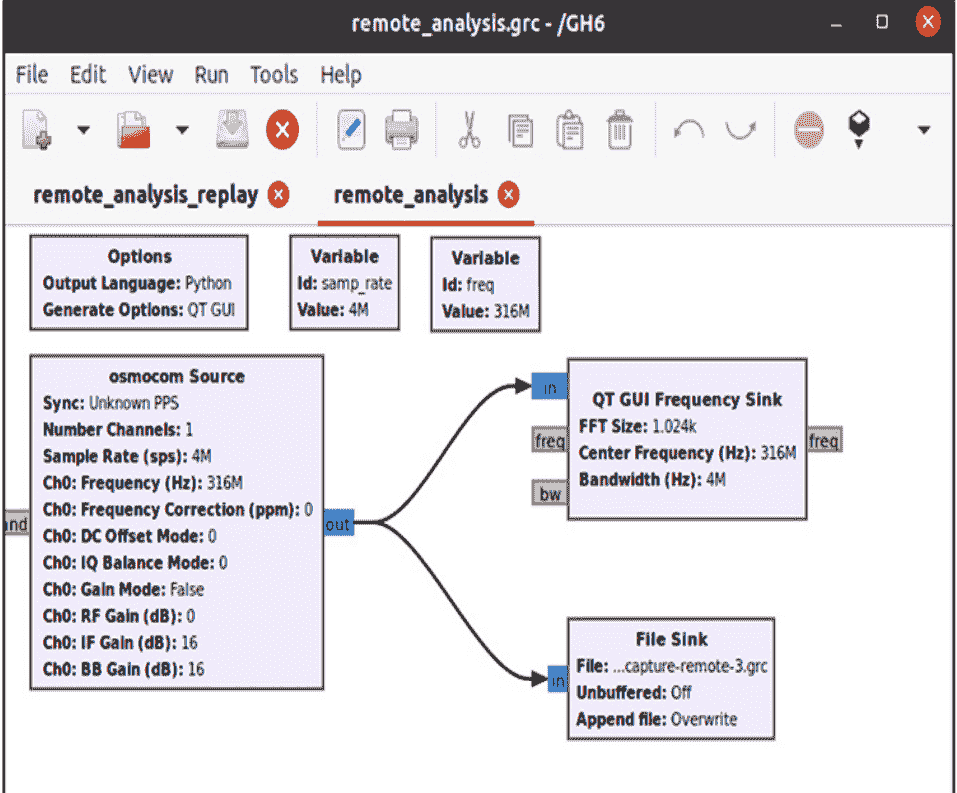 remote_analysis.grc - /GH6
File Edit View Run Tools Help
remote_analysis_replay remote_analysis
Options
Output Language: Python
Generate Options: QT GUI
Variable
Id: samp_rate
Value: 4M
Variable
Id: freq
Value: 316M
osmocom Source
Sync: Unknown PPS
Number Channels: 1
Sample Rate (sps): 4M
Ch0: Frequency (Hz): 316M
Ch0: Frequency Correction (ppm): 0
Ch0: DC Offset Mode: 0
Ch0: IQ Balance Mode: 0
Ch0: Gain Mode: False
Ch0: RF Gain (dB): 0
Ch0: IF Gain (dB): 16
Ch0: BB Gain (dB): 16
nd
out
in
freq
bw
QT GUI Frequency Sink
FFT Size: 1.024k
Center Frequency (Hz): 316M
Bandwidth (Hz): 4M
freq
in
File Sink
File: ...capture-remote-3.grc
Unbuffered: Off
Append file: Overwrite